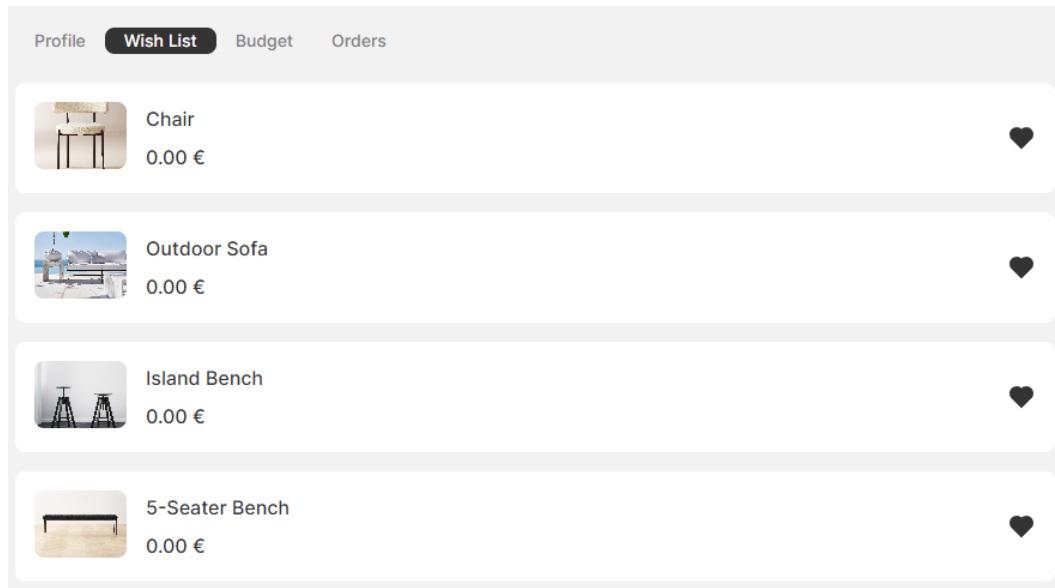 Profile Wish List Budget Orders
Chair
0.00 €
Outdoor Sofa
0.00 €
Island Bench
0.00 €
5-Seater Bench
0.00 €